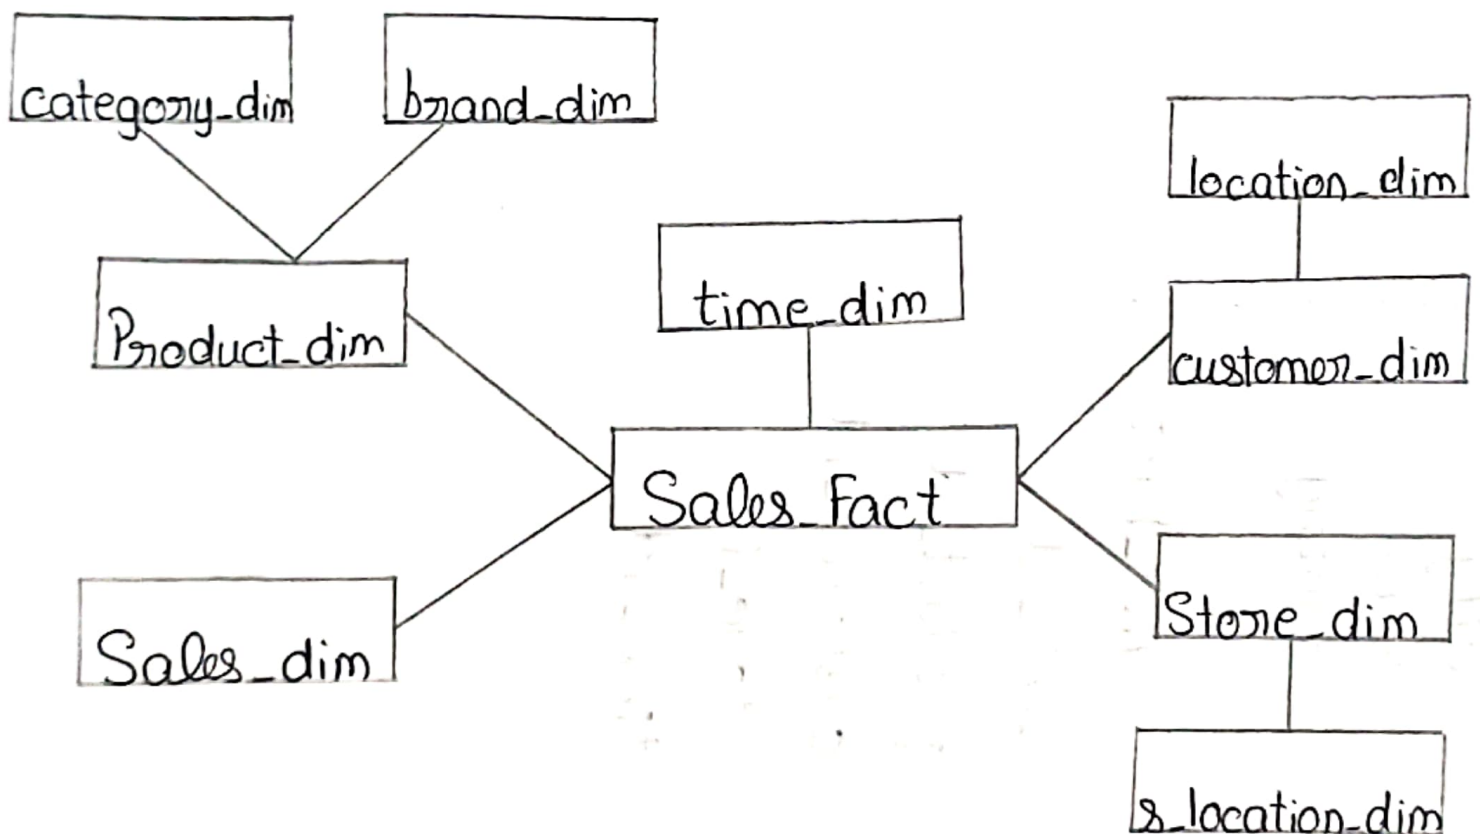 category_dim
brand_dim
location_dim
time_dim
Product_dim
customer_dim
Sales_Fact
Store_dim
Sales_dim
s_location_dim